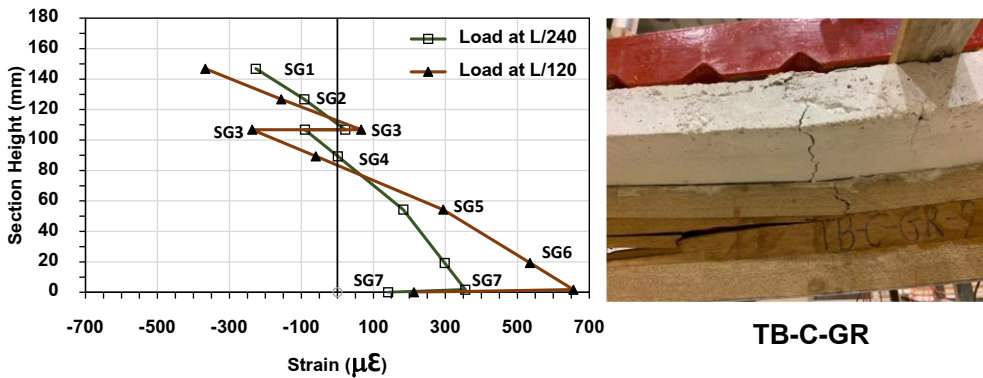 180
160
140
120
100
80
60
40
20
0
Section Height (mm)
-700
-500
-300
-100
100
300
500
700
Strain (με)
Load at L/240
Load at L/120
SG1
SG2
SG3
SG3
SG4
SG5
SG6
SG7
SG7
TB-C-GR-2
TB-C-GR